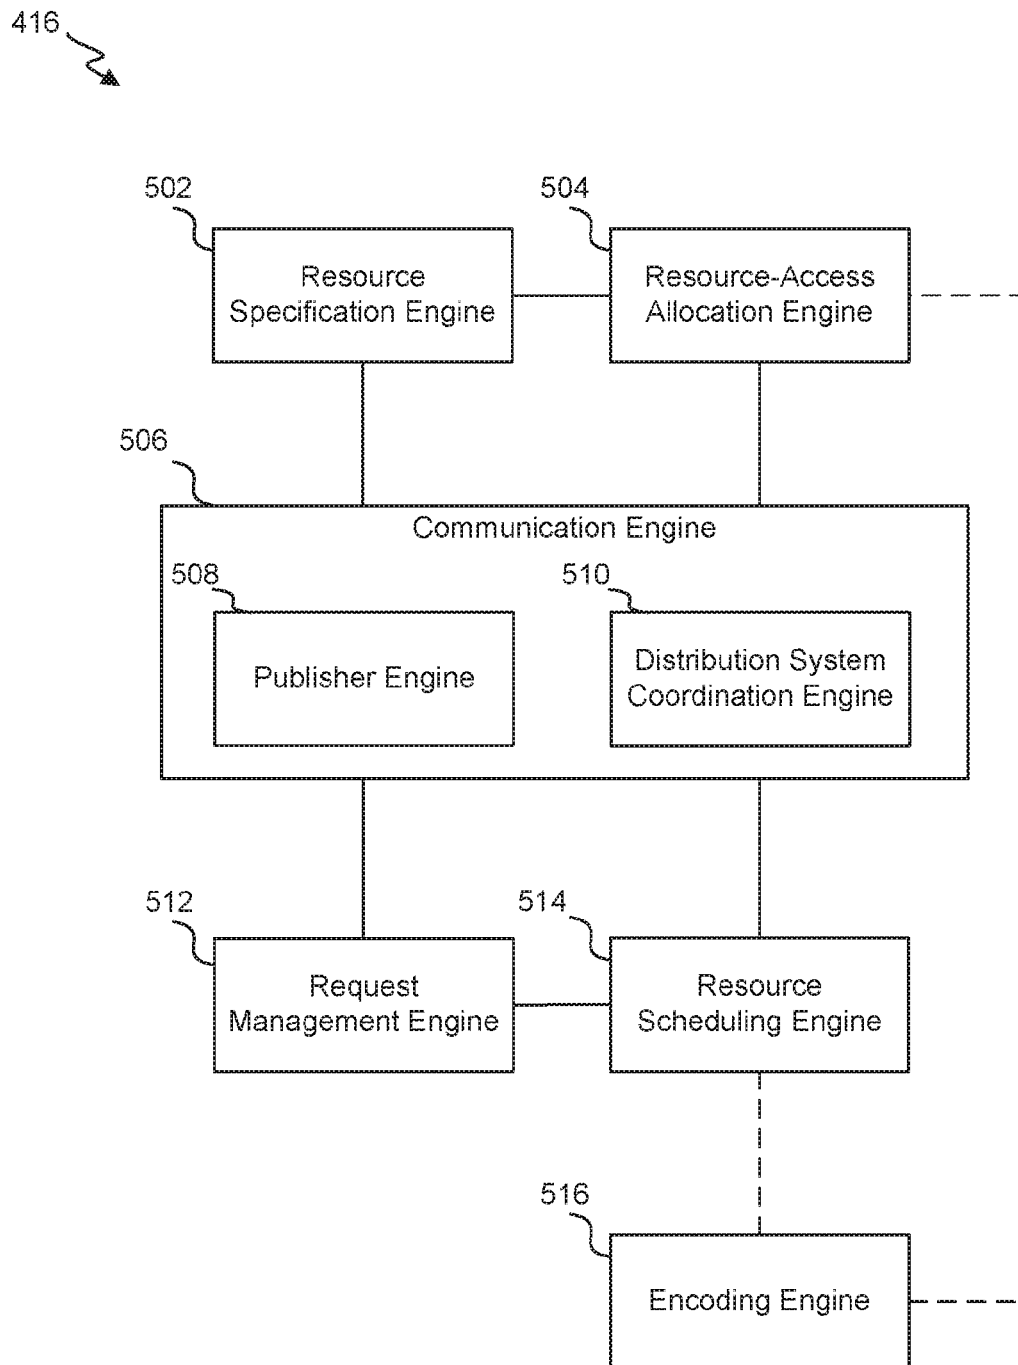 416
502
504
Resource
Specification Engine
Resource-Access
Allocation Engine
506
Communication Engine
508
510
Publisher Engine
Distribution System
Coordination Engine
512
514
Request
Management Engine
Resource
Scheduling Engine
516
Encoding Engine